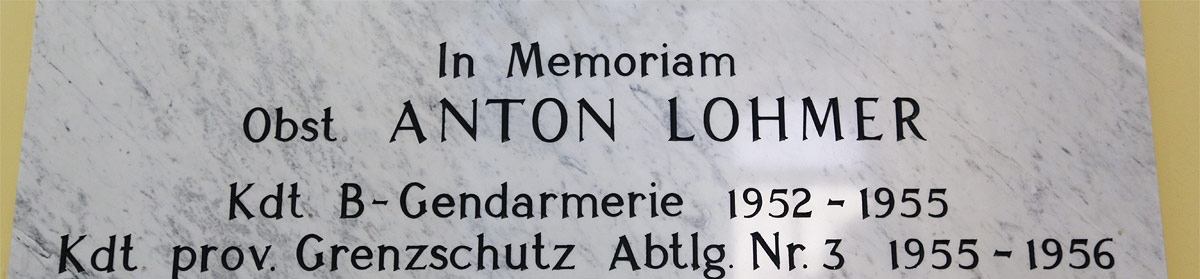 In Memoriam
Obst. ANTON LOHMER
Kdt. B-Gendarmerie 1952 - 1955
Kdt. prov. Grenzschutz Abtlg. Nr. 3 1955 - 1956